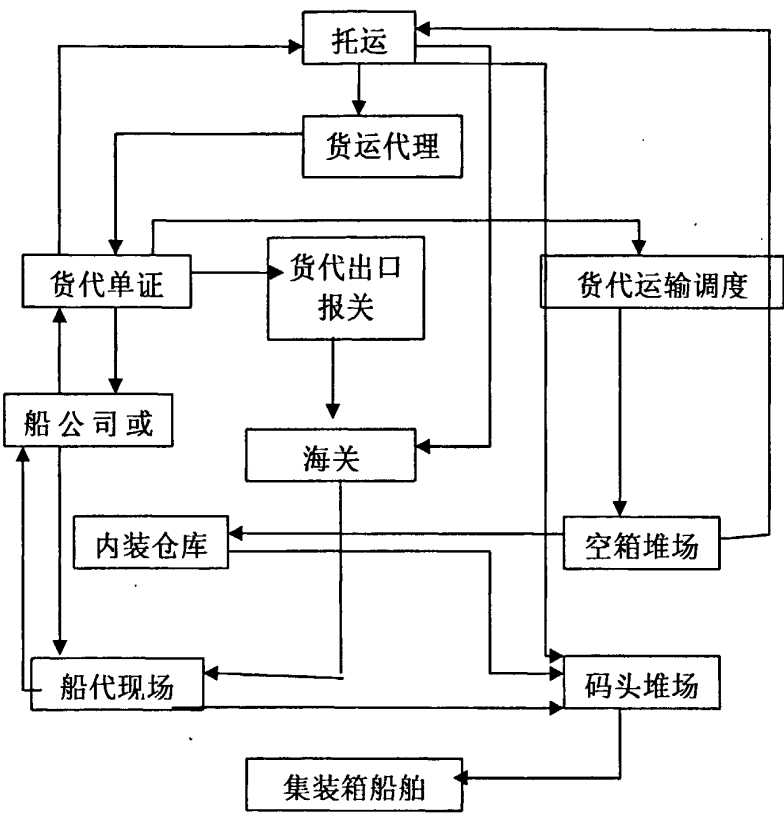 托运
货运代理
货代单证
货代出口
报关
货代运输调度
船公司或
海关
内装仓库
空箱堆场
船代现场
码头堆场
集装箱船舶